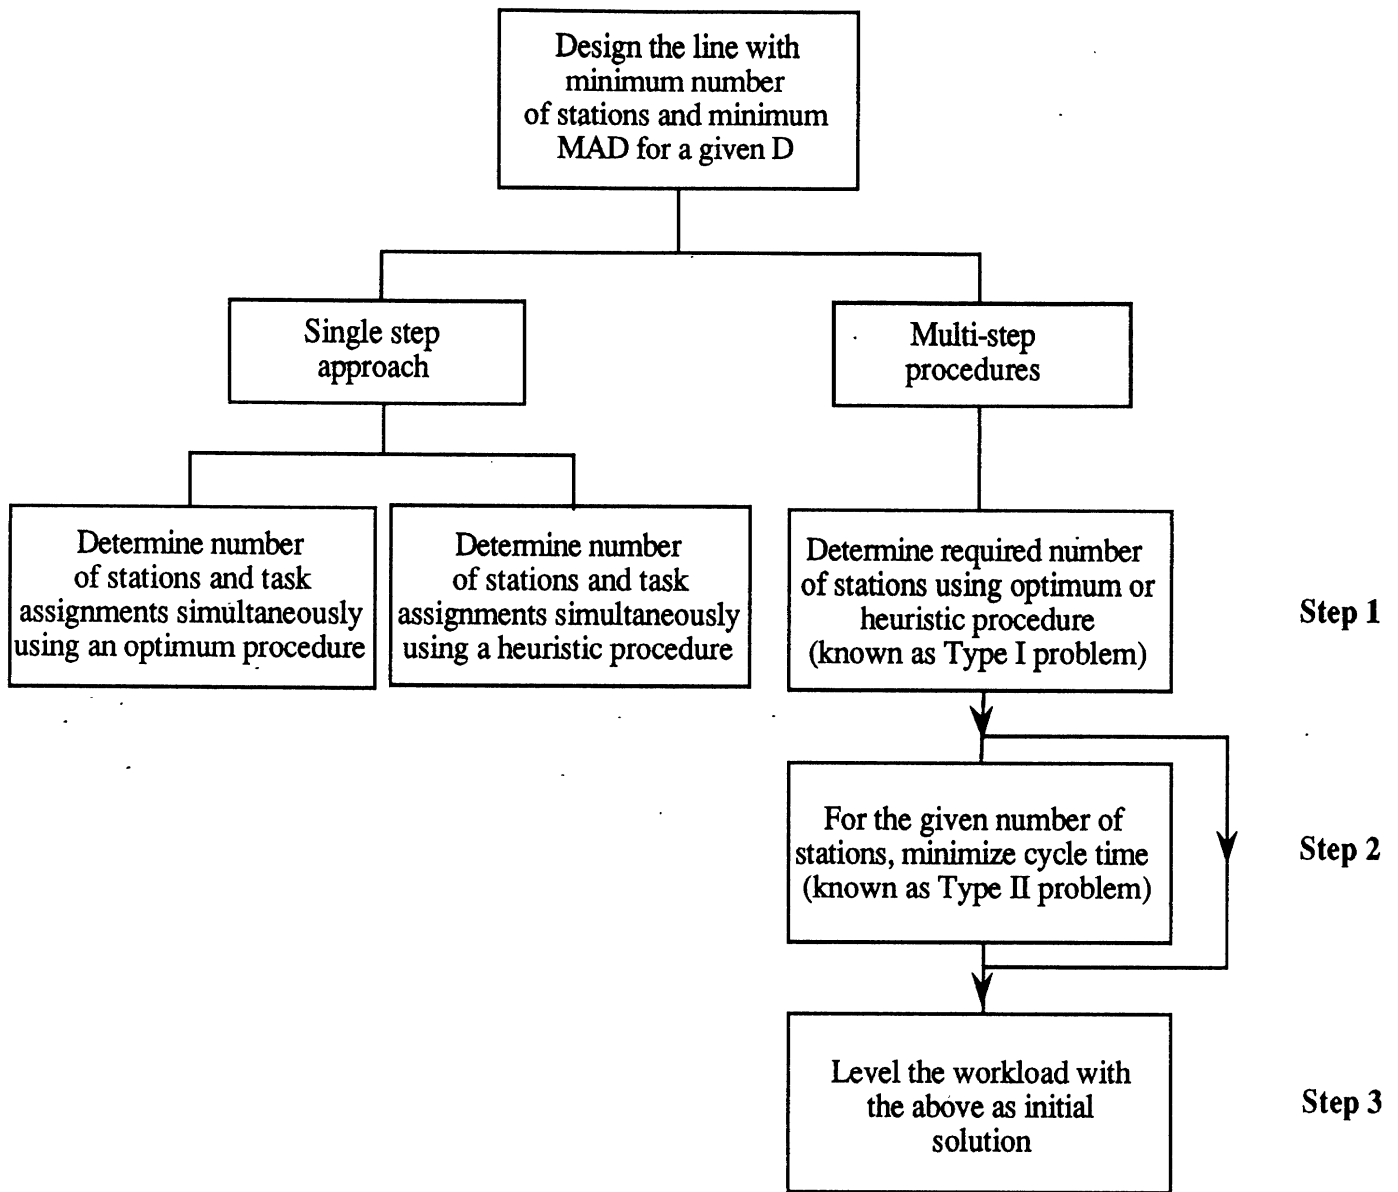 Design the line with
minimum number
of stations and minimum
MAD for a given D
Single step
approach
Multi-step
procedures
Determine number
of stations and task
assignments simultaneously
using an optimum procedure
Determine number
of stations and task
assignments simultaneously
using a heuristic procedure
Determine required number
of stations using optimum or
heuristic procedure
(known as Type I problem)
Step 1
For the given number of
stations, minimize cycle time
(known as Type II problem)
Step 2
Level the workload with
the above as initial
solution
Step 3